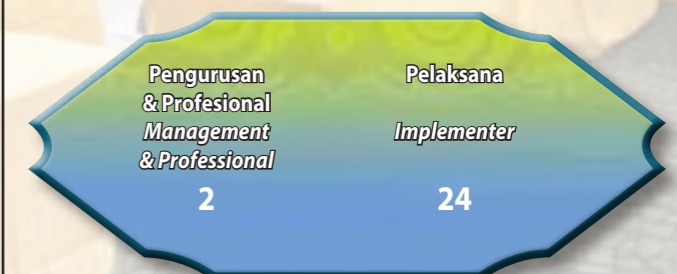 Pengurusan
& Profesional
Management
& Professional
2
Pelaksana
Implementer
24